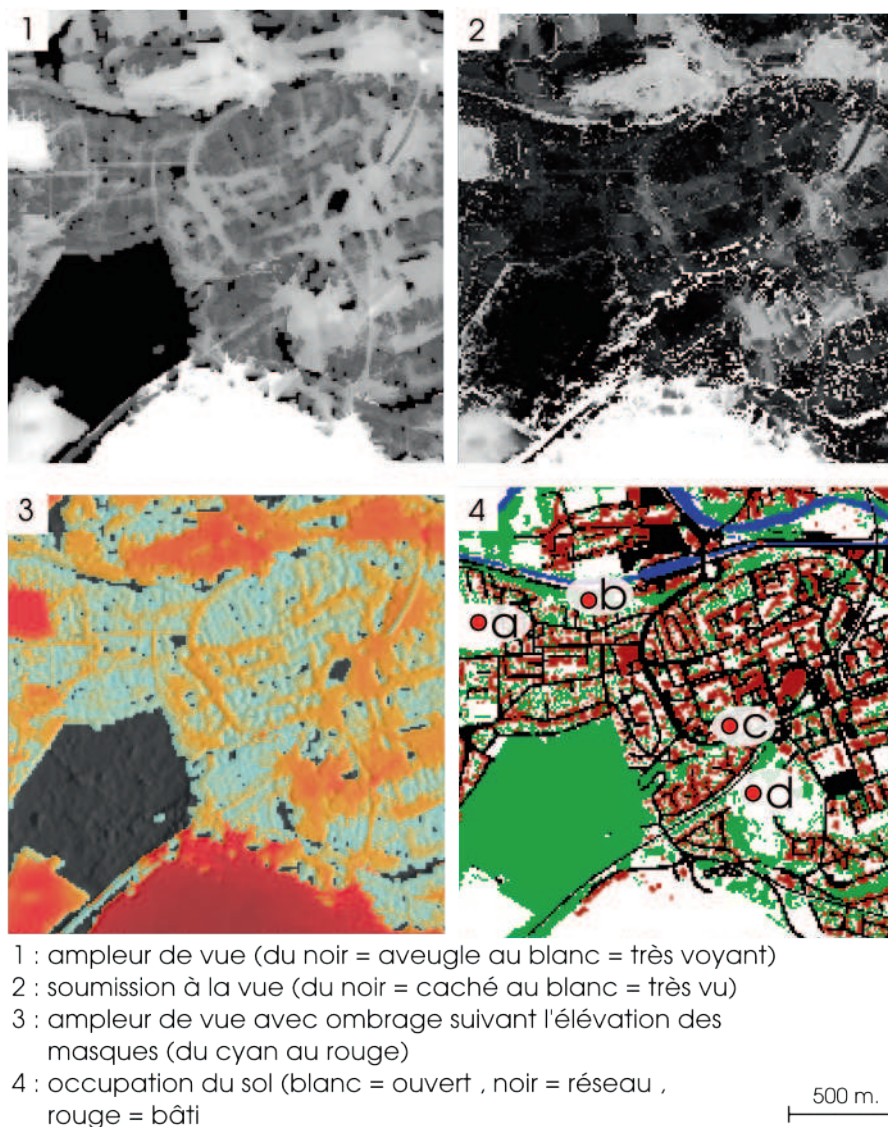 1
2
3
4
a
b
c
d
1 : ampleur de vue (du noir = aveugle au blanc = très voyant)
2 : soumission à la vue (du noir = caché au blanc = très vu)
3 : ampleur de vue avec ombrage suivant l'élévation des
masques (du cyan au rouge)
4 : occupation du sol (blanc = ouvert , noir = réseau ,
rouge = bâti
500 m.